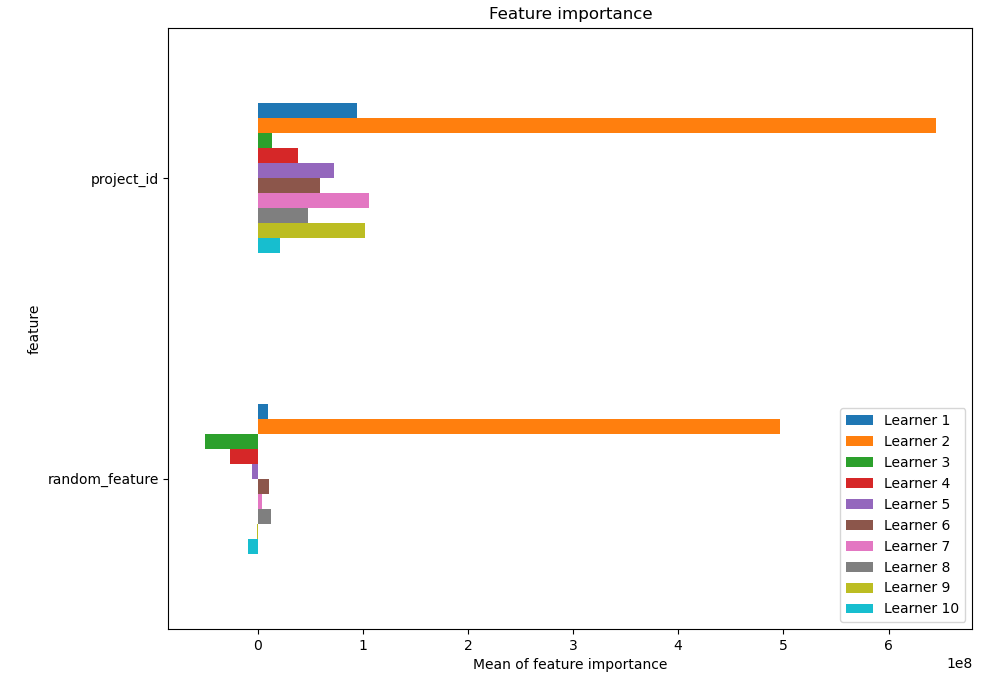 Feature importance
project_id
feature
random_feature
Learner 1
Learner 2
Learner 3
Learner 4
Learner 5
Learner 6
Learner 7
Learner 8
Learner 9
Learner 10
0 1 2 3 4 5 6
Mean of feature importance
1e8